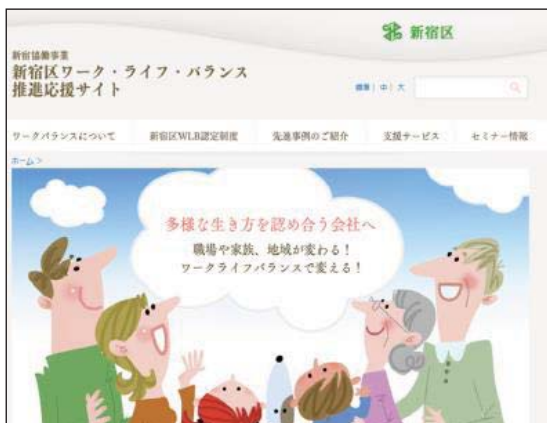 新宿区
新宿協働事業
新宿区ワーク・ライフ・バランス
推進応援サイト
標準 | 中 | 大
ワークバランスについて
新宿区WLB認定制度
先進事例のご紹介
支援サービス
セミナー情報
ホーム >
多様な生き方を認め合う会社へ
職場や家族、地域が変わる！
ワークライフバランスで変える！